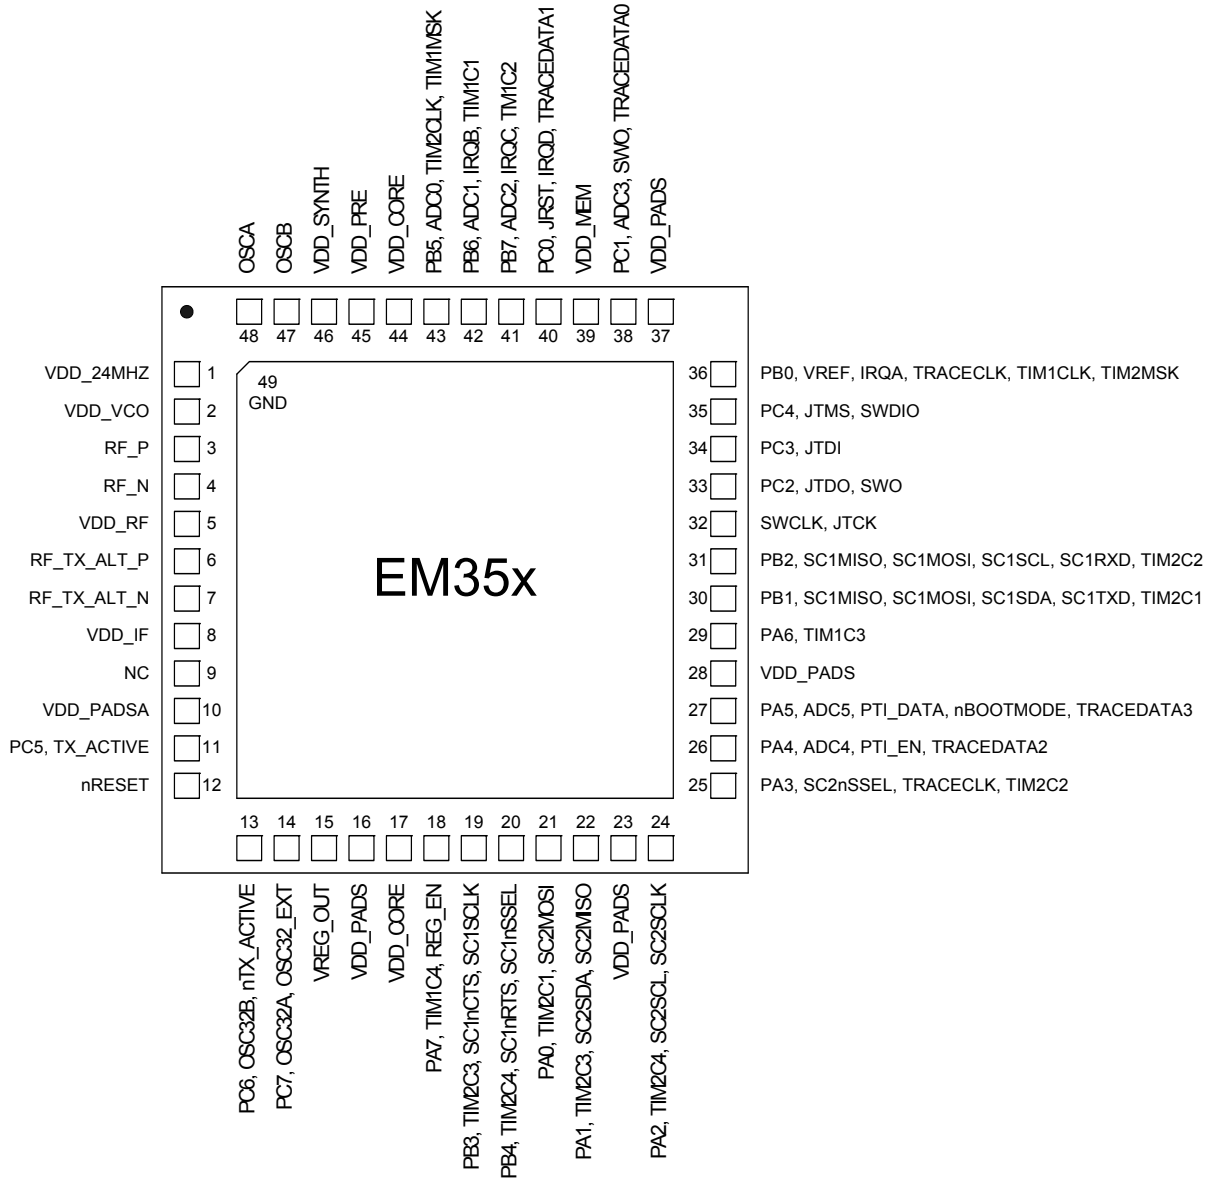 OSCA
OSCB
VDD_SYNTH
VDD_PRE
VDD_CORE
PB5, ADC0, TIM2CLK, TIM1MSK
PB6, ADC1, IRQB, TIM1C1
PB7, ADC2, IRQC, TM1C2
PC0, JRST, IRQD, TRACEDATA1
VDD_MEM
PC1, ADC3, SWO, TRACEDATA0
VDD_PADS
48 47 46 45 44 43 42 41 40 39 38 37
VDD_24MHZ 1
VDD_VCO 2
RF_P 3
RF_N 4
VDD_RF 5
RF_TX_ALT_P 6
RF_TX_ALT_N 7
VDD_IF 8
NC 9
VDD_PADSA 10
PC5, TX_ACTIVE 11
nRESET 12
49
GND
EM35x
36 PB0, VREF, IRQA, TRACECLK, TIM1CLK, TIM2MSK
35 PC4, JTMS, SWDIO
34 PC3, JTDI
33 PC2, JTDO, SWO
32 SWCLK, JTCK
31 PB2, SC1MISO, SC1MOSI, SC1SCL, SC1RXD, TIM2C2
30 PB1, SC1MISO, SC1MOSI, SC1SDA, SC1TXD, TIM2C1
29 PA6, TIM1C3
28 VDD_PADS
27 PA5, ADC5, PTI_DATA, nBOOTMODE, TRACEDATA3
26 PA4, ADC4, PTI_EN, TRACEDATA2
25 PA3, SC2nSSEL, TRACECLK, TIM2C2
13 14 15 16 17 18 19 20 21 22 23 24
PC6, OSC32B, nTX_ACTIVE
PC7, OSC32A, OSC32_EXT
VREG_OUT
VDD_PADS
VDD_CORE
PA7, TIM1C4, REG_EN
PB3, TIM2C3, SC1nCTS, SC1SCLK
PB4, TIM2C4, SC1nRTS, SC1nSSEL
PA0, TIM2C1, SC2MOSI
PA1, TIM2C3, SC2SDA, SC2MISO
VDD_PADS
PA2, TIM2C4, SC2SCL, SC2SCLK